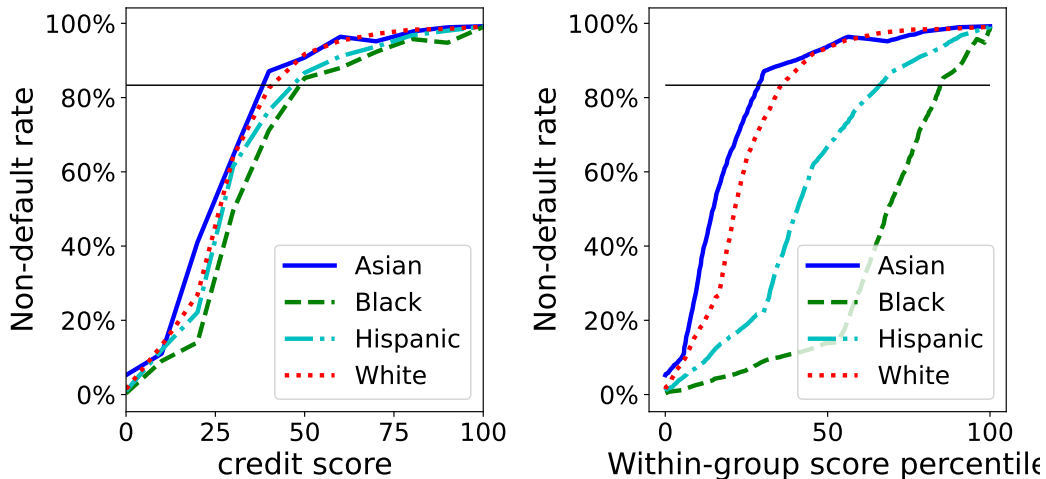 100%
80%
60%
40%
20%
0%
Non-default rate
0
25
50
75
100
credit score
Asian
Black
Hispanic
White
100%
80%
60%
40%
20%
0%
Non-default rate
0
50
100
Within-group score percentile
Asian
Black
Hispanic
White